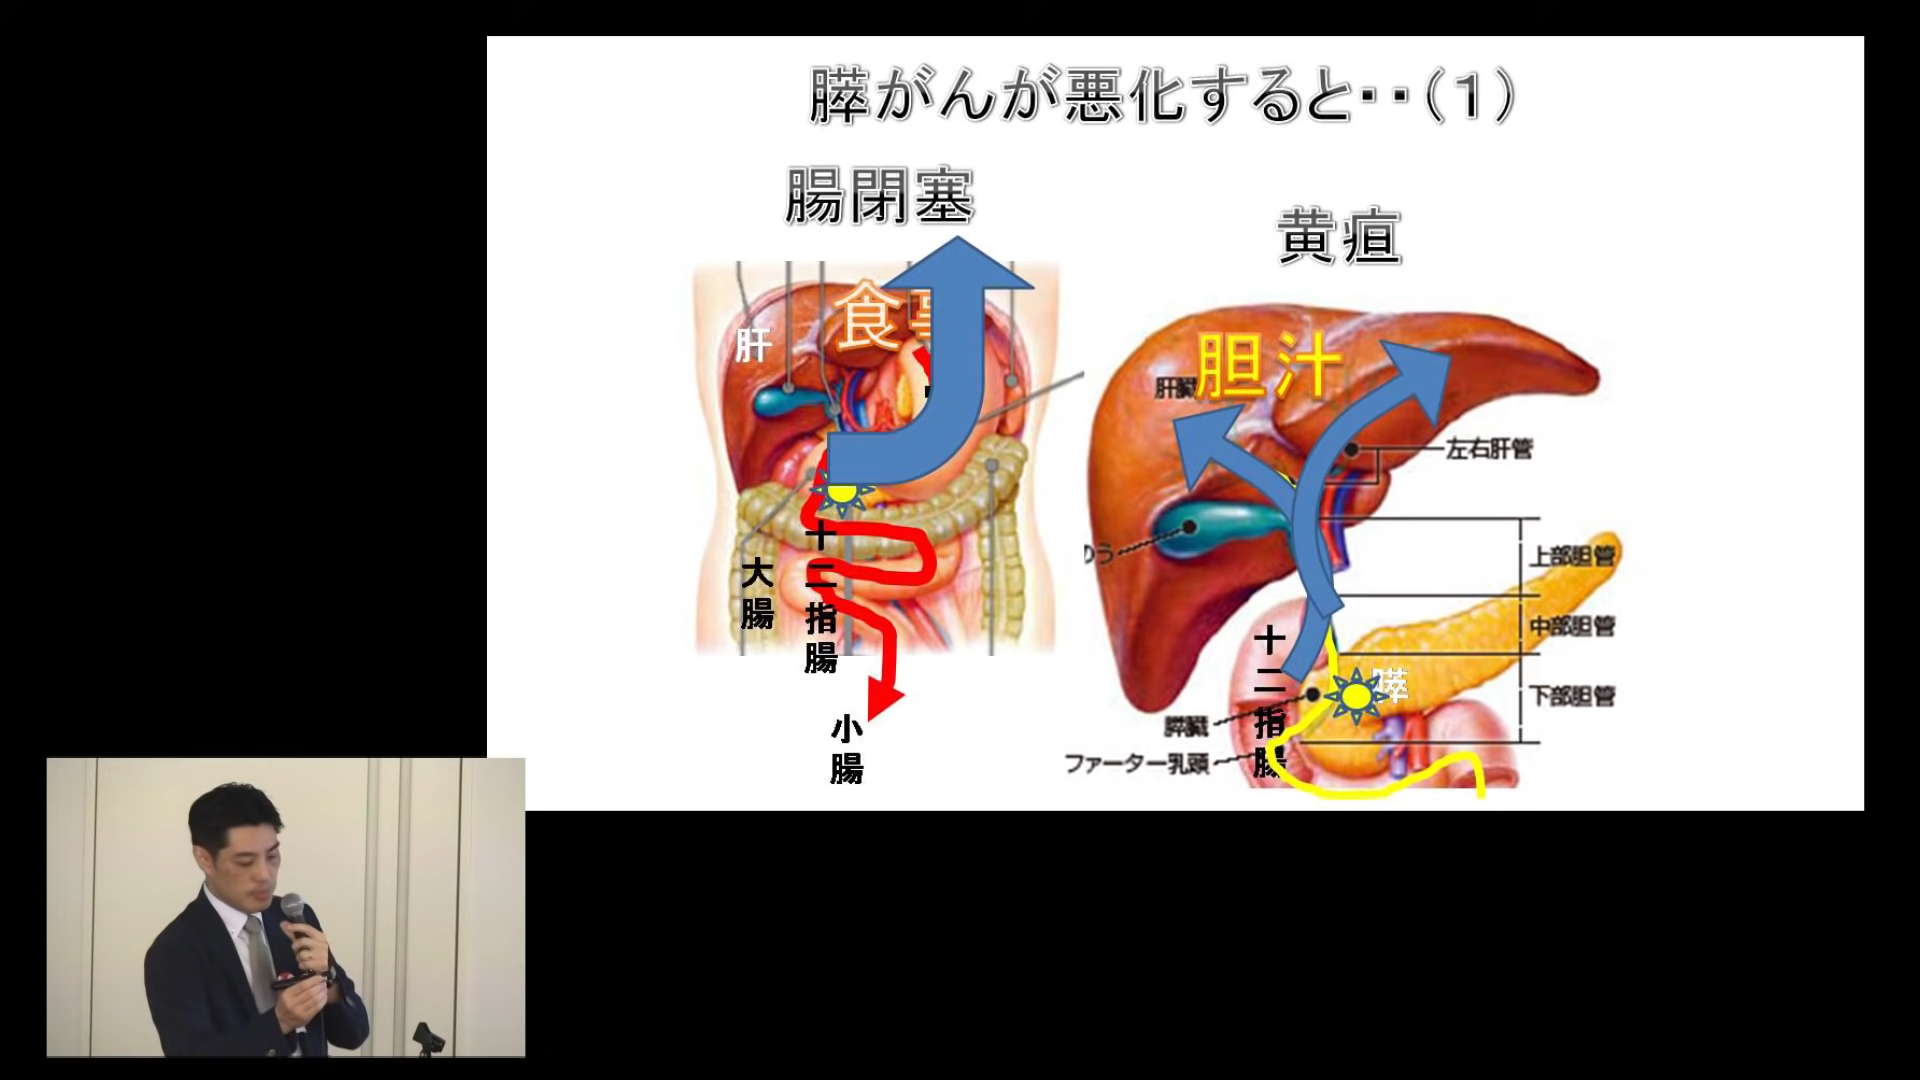 膵がんが悪化すると・・(1)
腸閉塞
黄疸
食事
肝
大腸
十二指腸
小腸
胆汁
肝臓
左右肝管
のう
上部胆管
中部胆管
下部胆管
膵
十二指腸
膵臓
ファーター乳頭